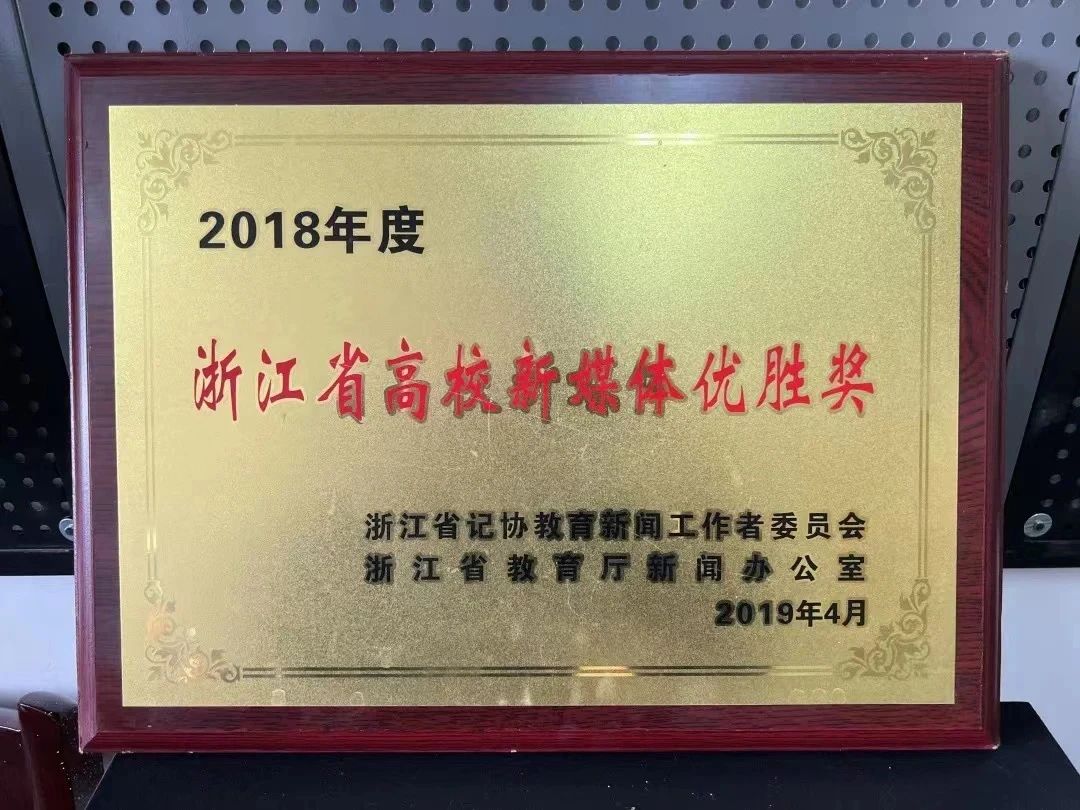 2018年度
浙江省高校新媒体优胜奖
浙江省记协教育新闻工作者委员会
浙江省教育厅新闻办公室
2019年4月